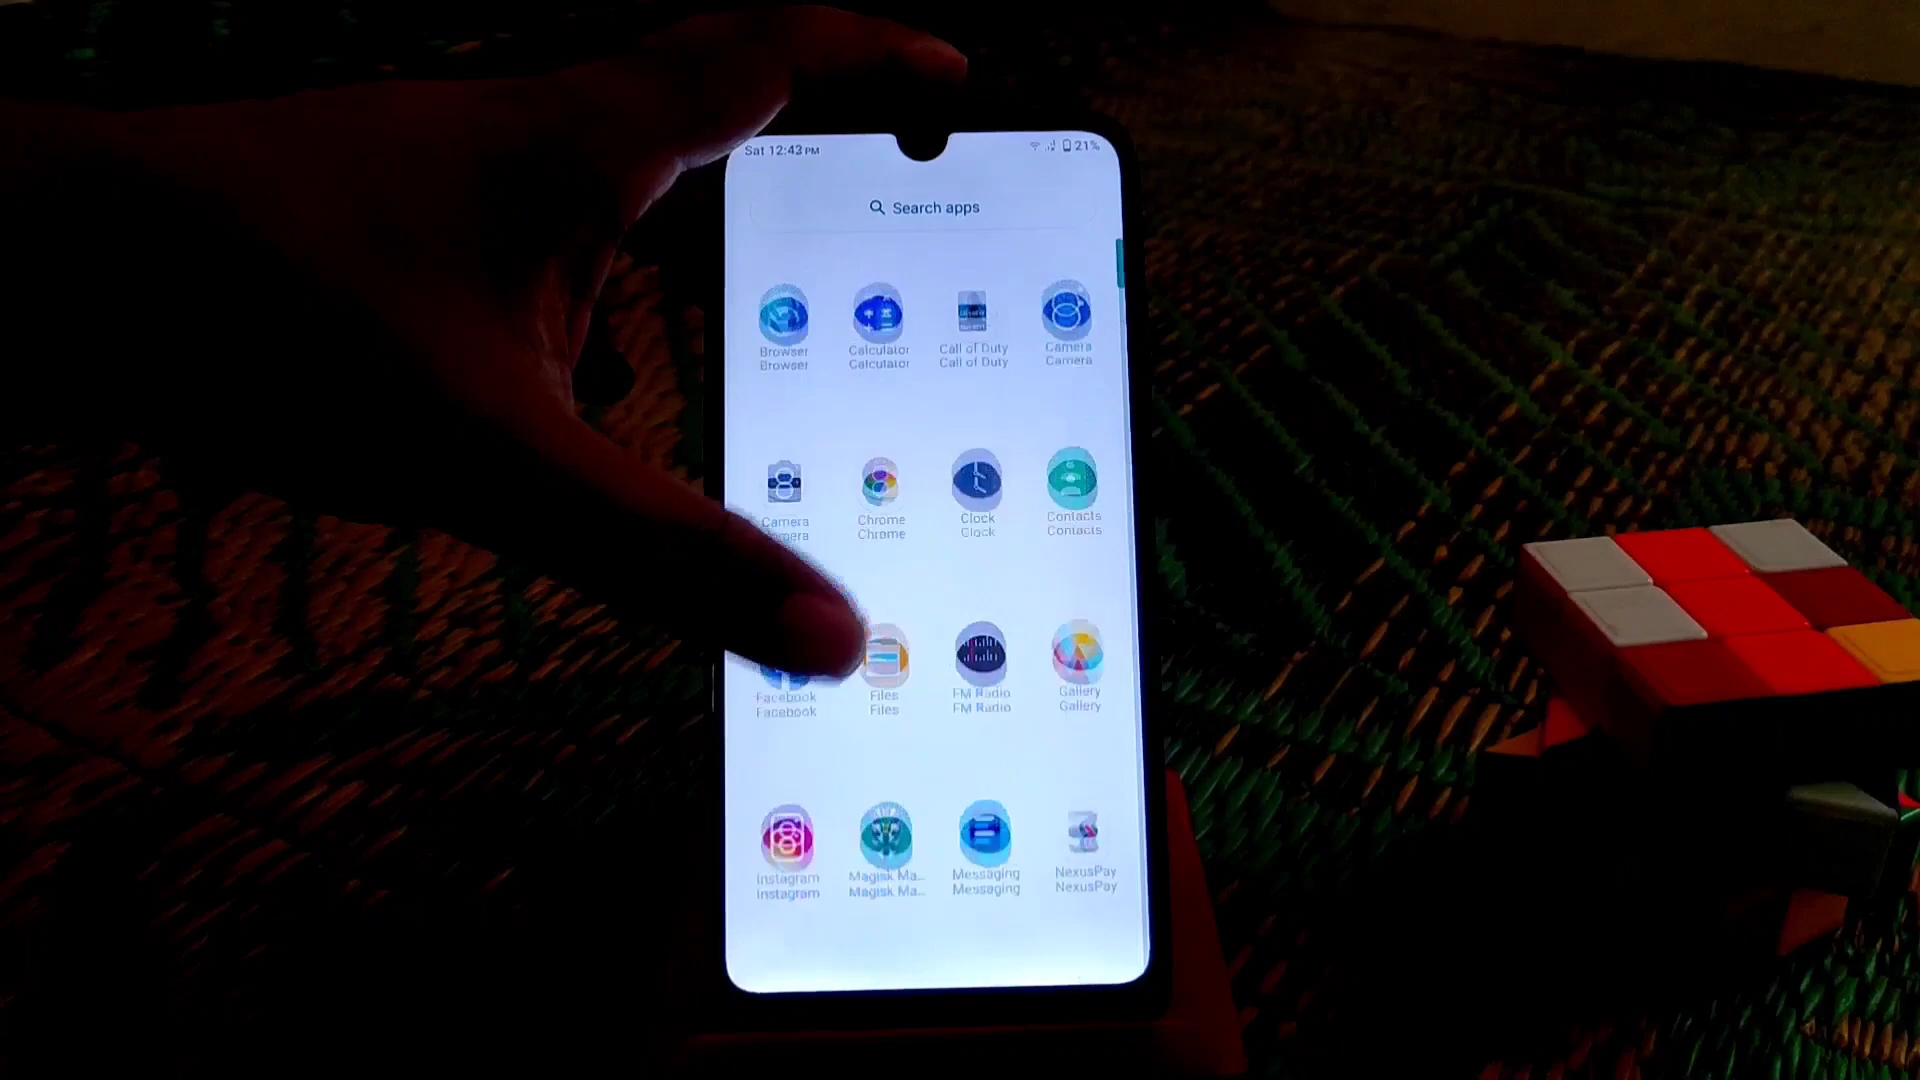 Sat 12:43 PM
21%
Search apps
Browser Calculator Call of Duty Camera
Browser Calculator Call of Duty Camera
Camera Chrome Clock Contacts
Chrome Clock Contacts
Facebook Files FM Radio Gallery
Facebook Files FM Radio Gallery
Instagram Magisk Ma... Messaging NexusPay
Instagram Magisk Ma... Messaging NexusPay